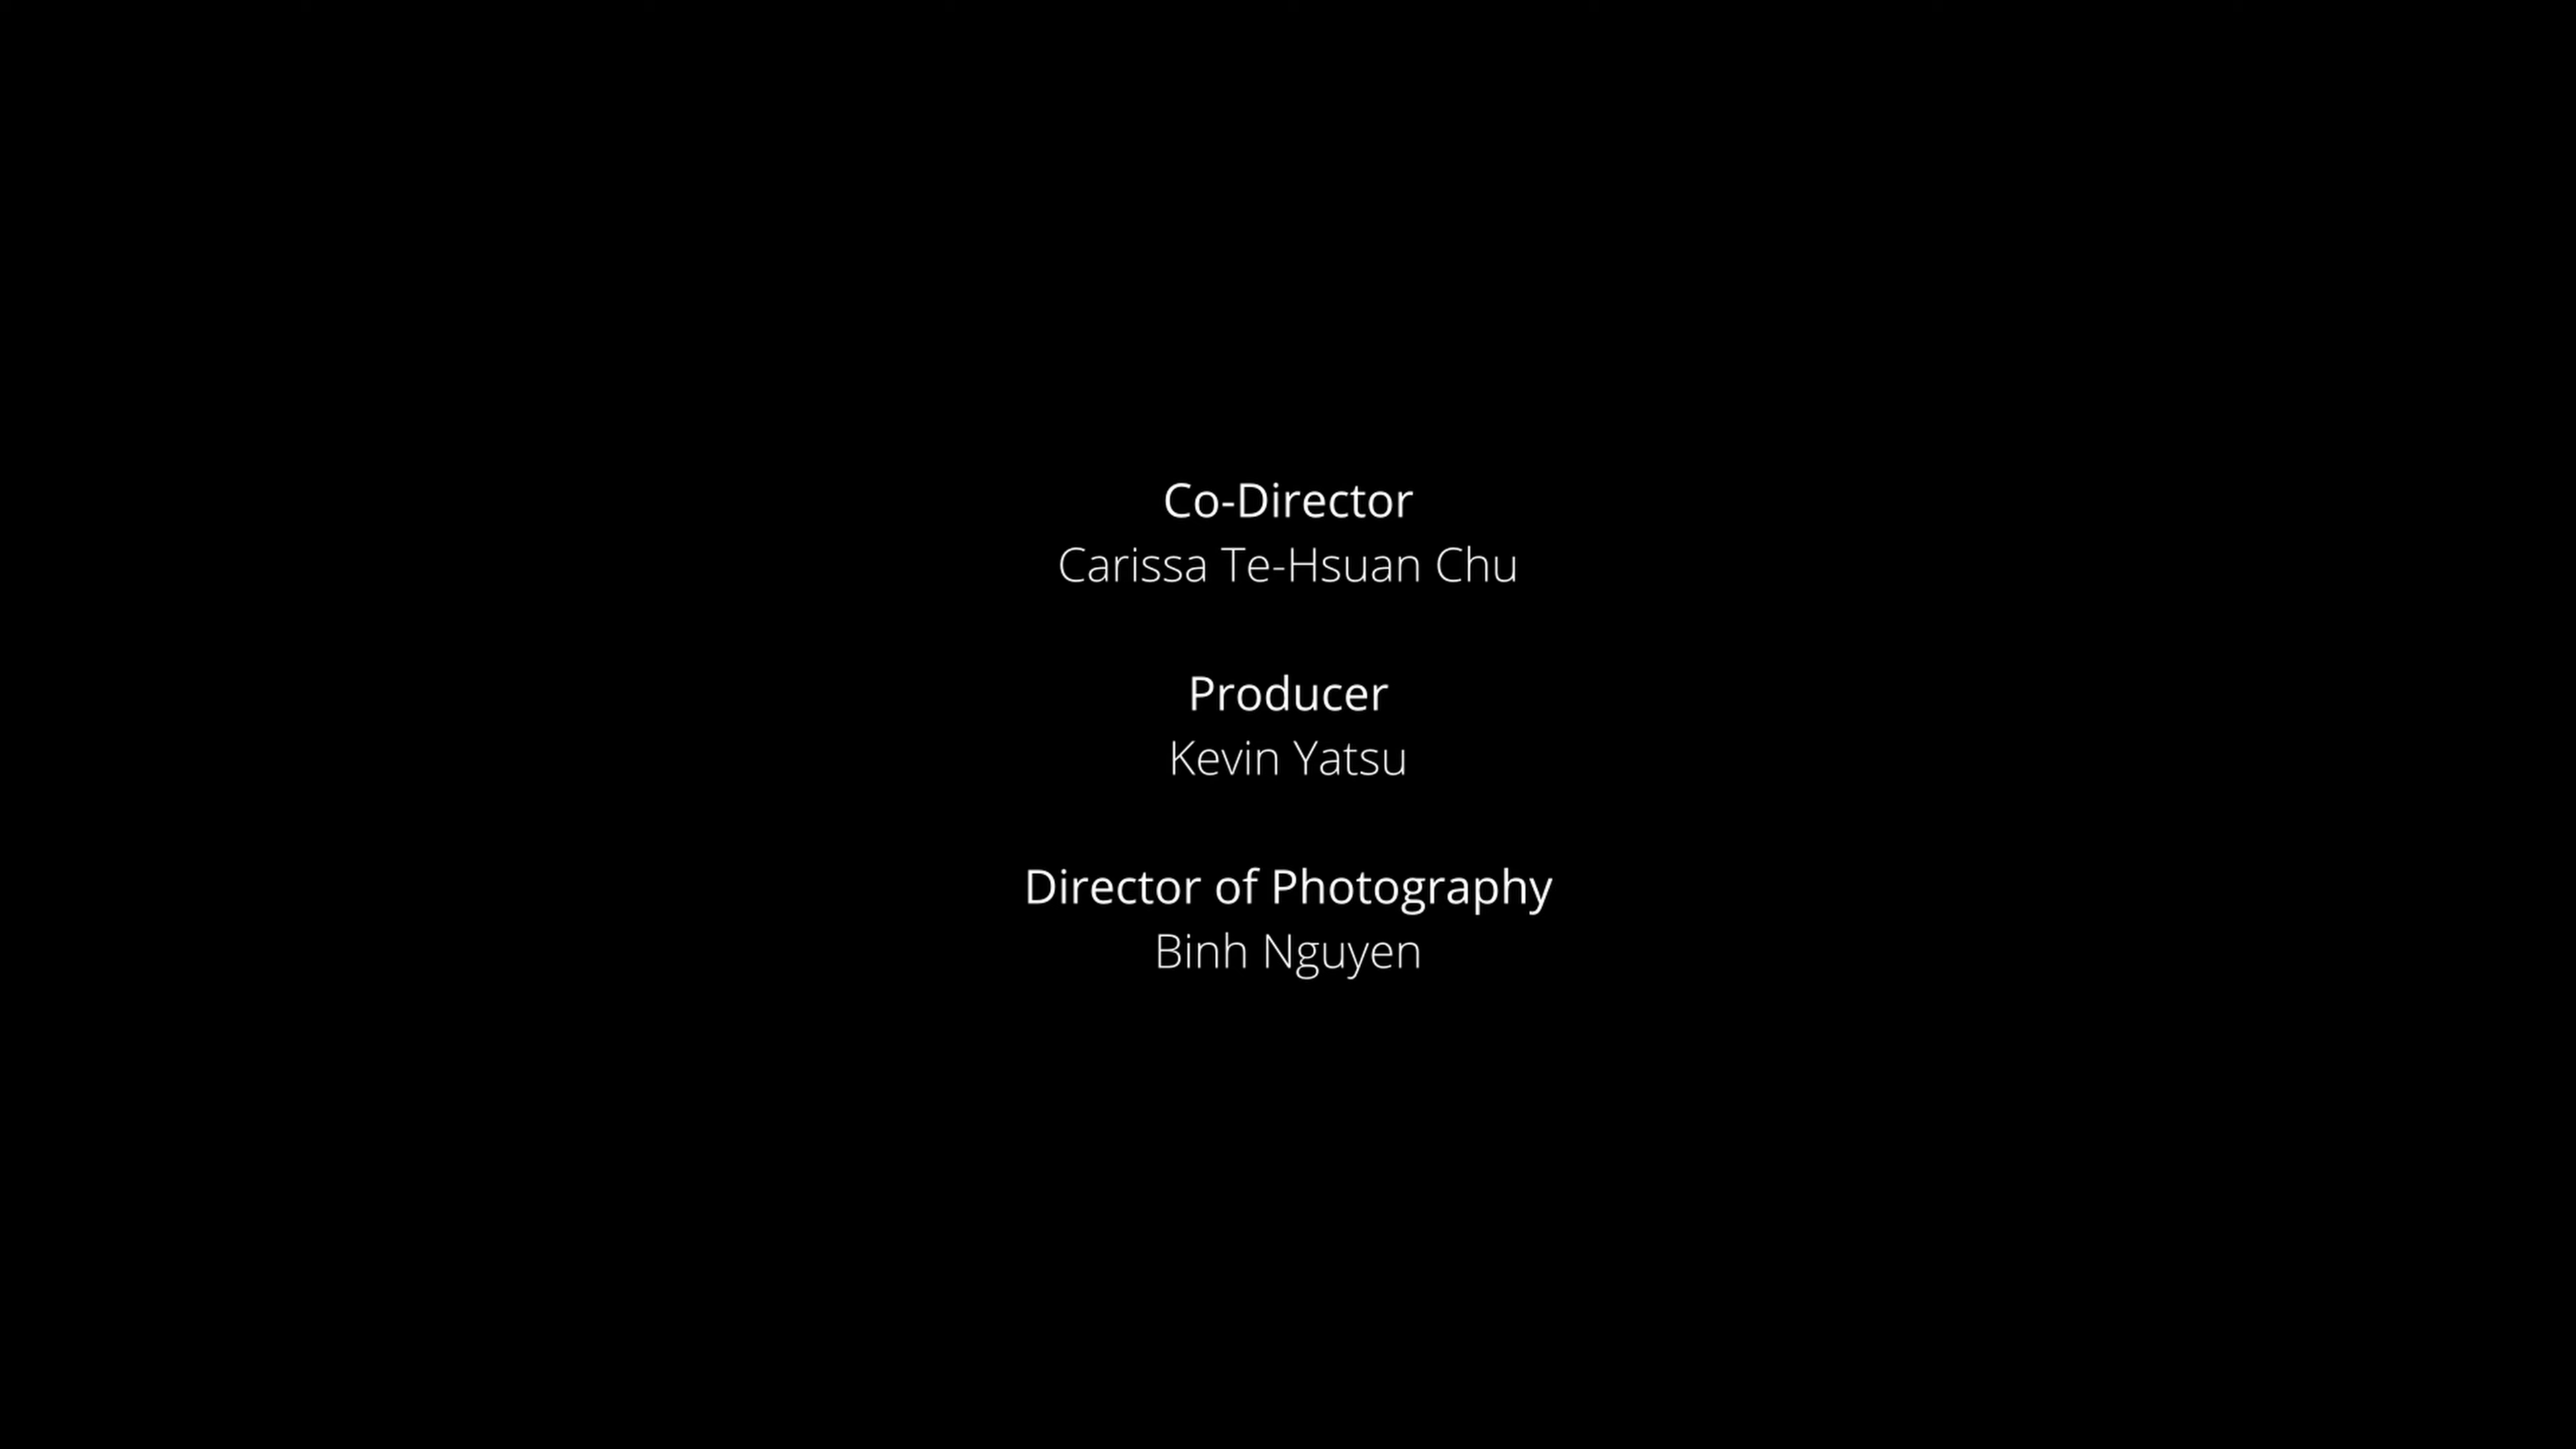 Co-Director
Carissa Te-Hsuan Chu
Producer
Kevin Yatsu
Director of Photography
Binh Nguyen